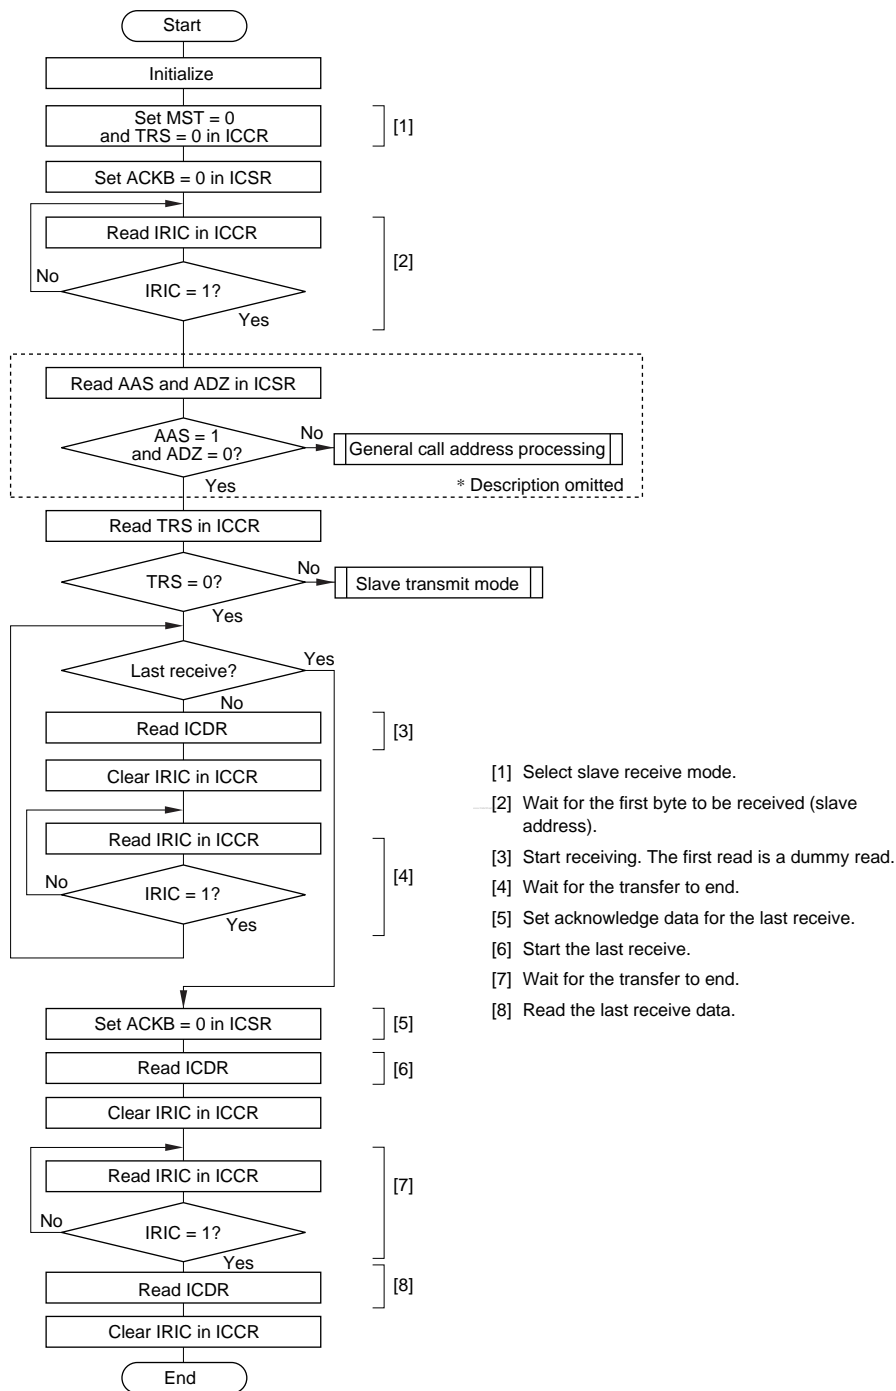 Start
Initialize
Set MST = 0
and TRS = 0 in ICCR
[1]
Set ACKB = 0 in ICSR
Read IRIC in ICCR
[2]
No
IRIC = 1?
Yes
Read AAS and ADZ in ICSR
AAS = 1
and ADZ = 0?
No
General call address processing
Yes
* Description omitted
Read TRS in ICCR
TRS = 0?
No
Slave transmit mode
Yes
Last receive?
Yes
No
Read ICDR
[3]
Clear IRIC in ICCR
Read IRIC in ICCR
[4]
No
IRIC = 1?
Yes
Set ACKB = 0 in ICSR
[5]
Read ICDR
[6]
Clear IRIC in ICCR
Read IRIC in ICCR
[7]
No
IRIC = 1?
Yes
Read ICDR
[8]
Clear IRIC in ICCR
End
[1] Select slave receive mode.
[2] Wait for the first byte to be received (slave
address).
[3] Start receiving. The first read is a dummy read.
[4] Wait for the transfer to end.
[5] Set acknowledge data for the last receive.
[6] Start the last receive.
[7] Wait for the transfer to end.
[8] Read the last receive data.